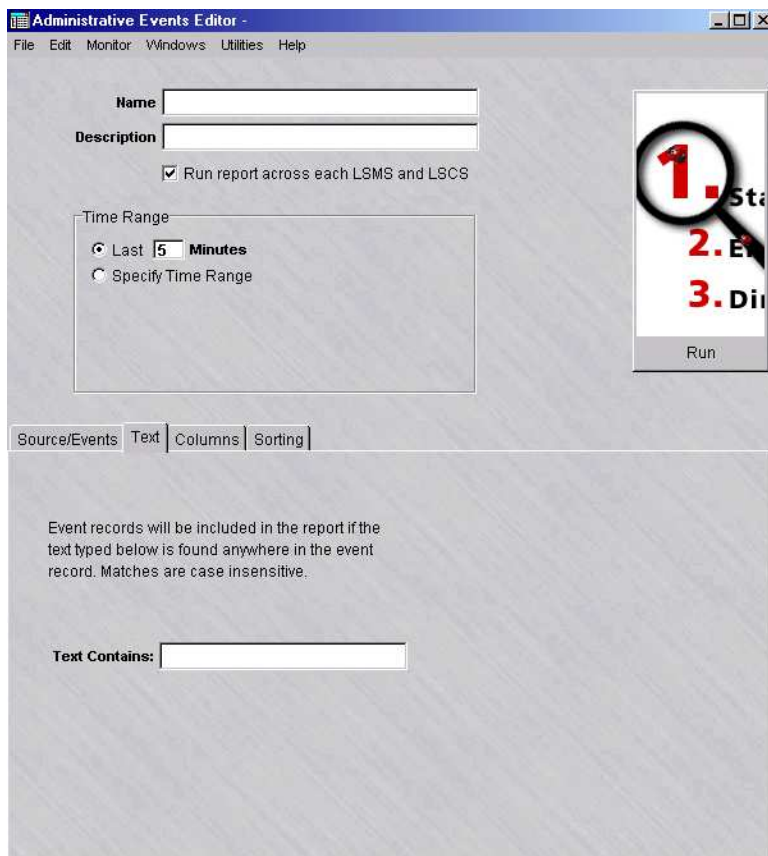 Administrative Events Editor -
File Edit Monitor Windows Utilities Help
Name
Description
Run report across each LSMS and LSCS
Time Range
Last 5 Minutes
Specify Time Range
1. Sta
2. E
3. Dir
Run
Source/Events Text Columns Sorting
Event records will be included in the report if the
text typed below is found anywhere in the event
record. Matches are case insensitive.
Text Contains: